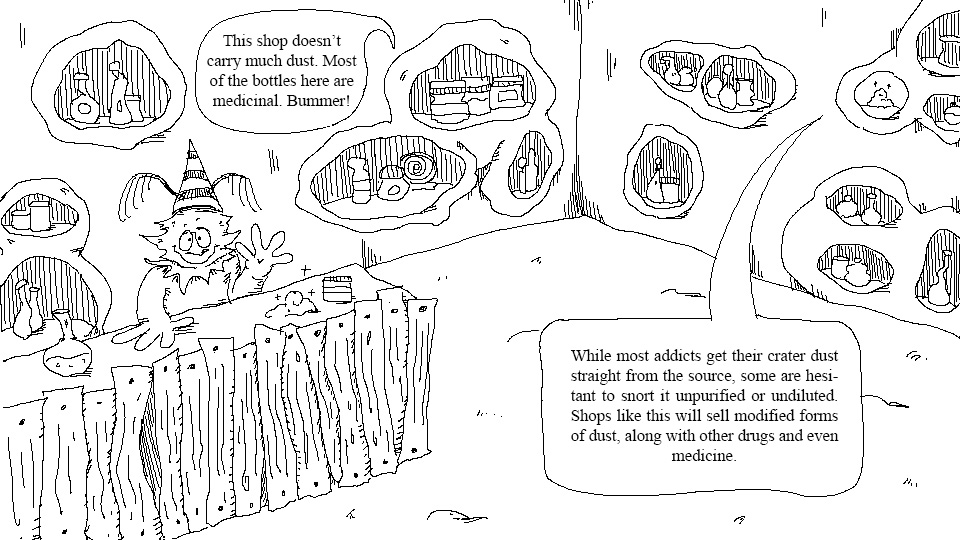 This shop doesn't
carry much dust. Most
of the bottles here are
medicinal. Bummer!
While most addicts get their crater dust
straight from the source, some are hesi-
tant to snort it unpurified or undiluted.
Shops like this will sell modified forms
of dust, along with other drugs and even
medicine.